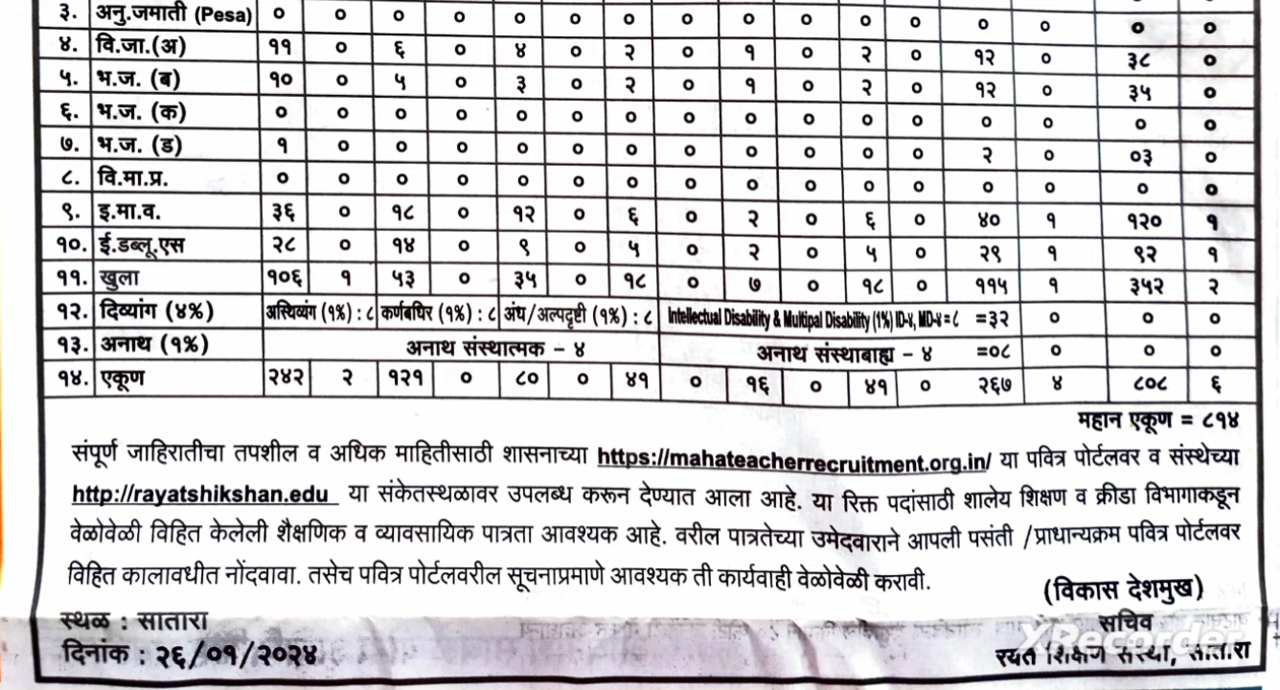 ३. अनु.जमाती (Pesa) ० ० ० ० ० ० ० ० ० ० ० ० ० ० ० ०
४. वि.जा.(अ) ११ ० ६ ० ४ ० २ ० १ ० २ ० १२ ० ३८ ०
५. भ.ज. (ब) १० ० ५ ० ३ ० २ ० १ ० २ ० १२ ० ३५ ०
६. भ.ज. (क) ० ० ० ० ० ० ० ० ० ० ० ० ० ० ० ०
७. भ.ज. (ड) १ ० ० ० ० ० ० ० ० ० ० ० २ ० ०३ ०
८. वि.मा.प्र. ० ० ० ० ० ० ० ० ० ० ० ० ० ० ० ०
९. इ.मा.व. ३६ ० १८ ० १२ ० ६ ० २ ० ६ ० ४० १ १२० १
१०. ई.डब्लू.एस २८ ० १४ ० ९ ० ५ ० २ ० ५ ० २९ १ ९२ १
११. खुला १०६ १ ५३ ० ३५ ० १८ ० ७ ० १८ ० ११५ १ ३५२ २
१२. दिव्यांग (४%) अस्थिव्यंग (१%) : ८ कर्णबधिर (१%) : ८ अंध/अल्पदृष्टी (१%) : ८ Intellectual Disability & Multipal Disability (1%) ID-४, MD-४ = ८ =३२ ० ० ०
१३. अनाथ (१%) अनाथ संस्थात्मक – ४ अनाथ संस्थाबाह्य – ४ =०८ ० ० ०
१४. एकूण २४२ २ १२१ ० ८० ० ४१ ० १६ ० ४१ ० २६७ ४ ८०८ ६
महान एकूण = ८१४
संपूर्ण जाहिरातीचा तपशील व अधिक माहितीसाठी शासनाच्या https://mahateacherrecruitment.org.in/ या पवित्र पोर्टलवर व संस्थेच्या
http://rayatshikshan.edu या संकेतस्थळावर उपलब्ध करून देण्यात आला आहे. या रिक्त पदांसाठी शालेय शिक्षण व क्रीडा विभागाकडून
वेळोवेळी विहित केलेली शैक्षणिक व व्यावसायिक पात्रता आवश्यक आहे. वरील पात्रतेच्या उमेदवाराने आपली पसंती /प्राधान्यक्रम पवित्र पोर्टलवर
विहित कालावधीत नोंदवावा. तसेच पवित्र पोर्टलवरील सूचनाप्रमाणे आवश्यक ती कार्यवाही वेळोवेळी करावी.
(विकास देशमुख)
स्थळ : सातारा सचिव
XRecorder
दिनांक : २६/०१/२०२४ रयत शिक्षण संस्था, सातारा